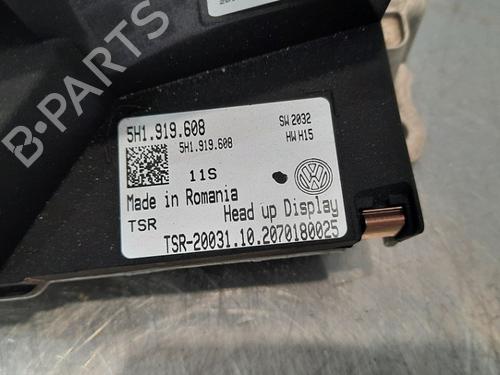 5H1.919.608
SW 2032
5H1.919.608
HW H15
11S
Made in Romania
TSR
Head up Display
TSR-20031.10.2070180025
B-PARTS